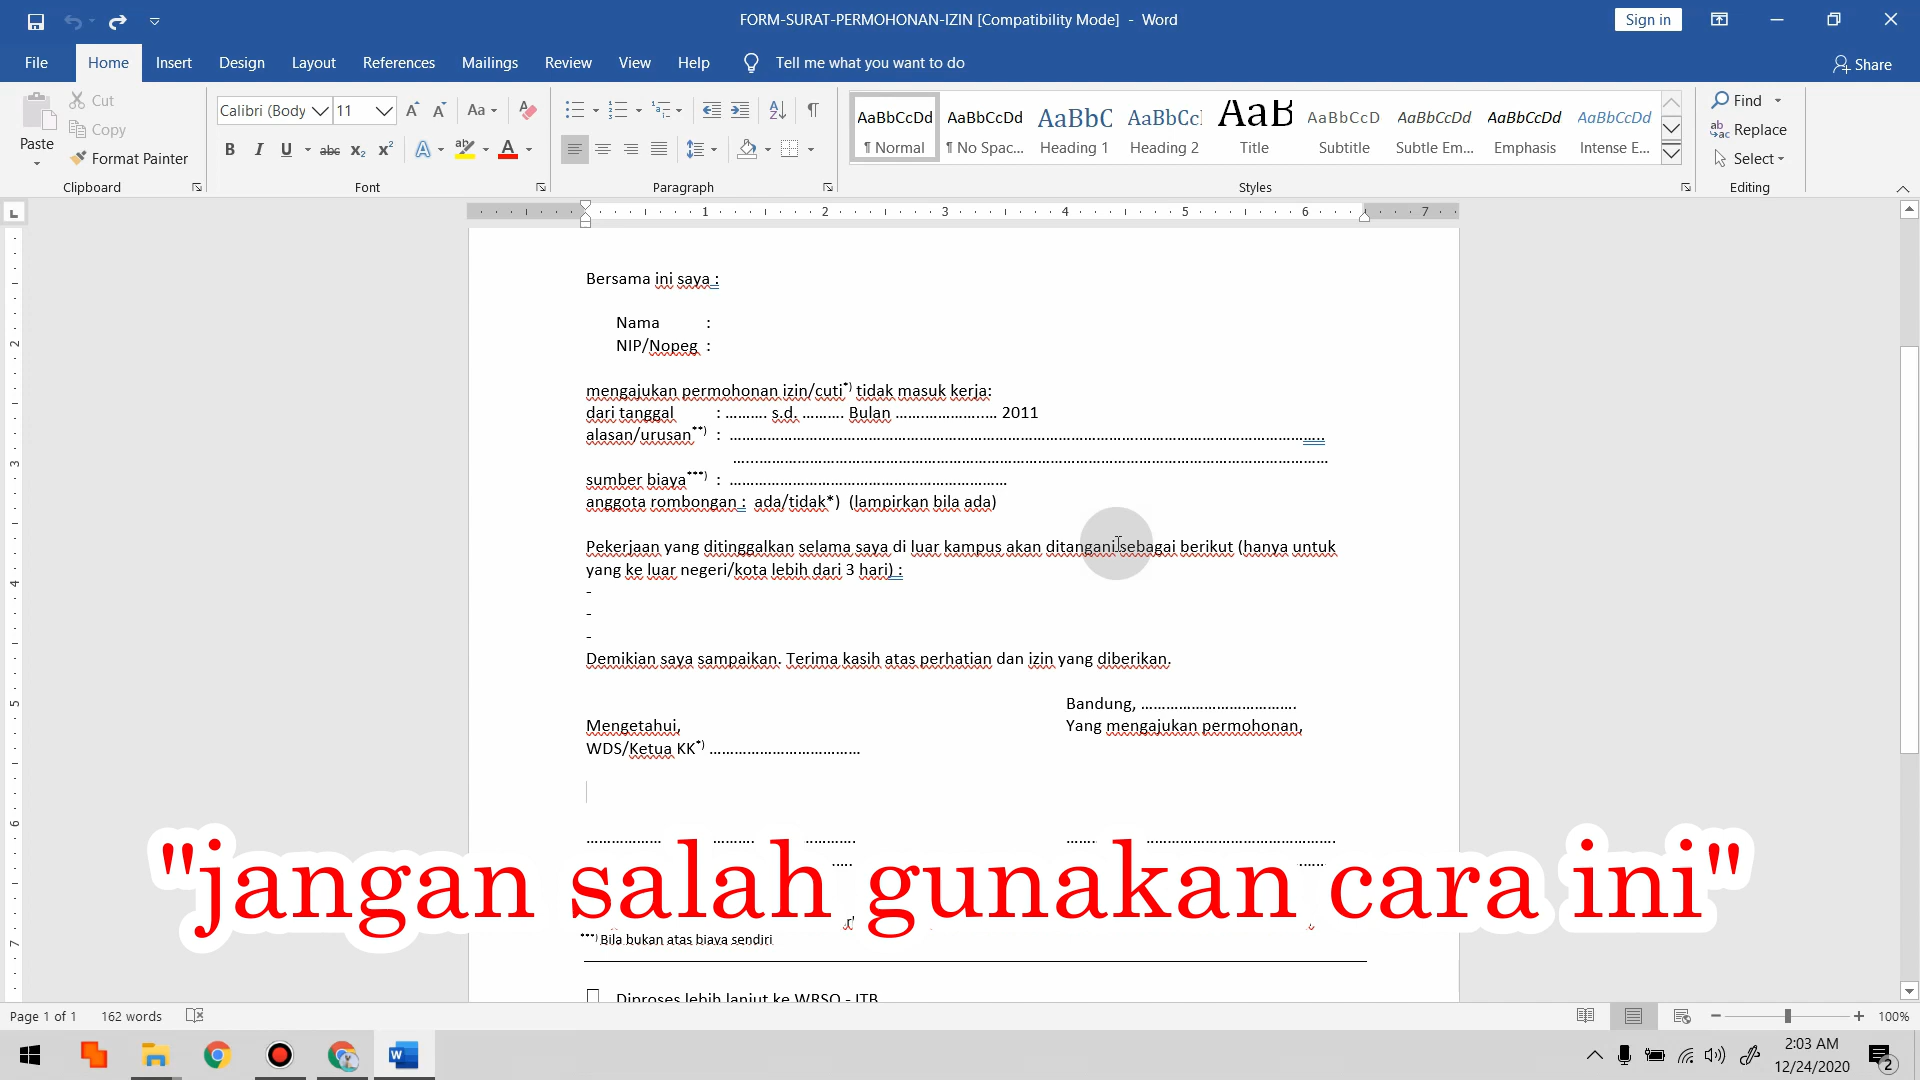 FORM-SURAT-PERMOHONAN-IZIN [Compatibility Mode] - Word
Sign in
File Home Insert Design Layout References Mailings Review View Help Tell me what you want to do
Share
Cut
Copy
Paste
Format Painter
Clipboard
Calibri (Body 11
Font
Paragraph
AaBbCcDd AaBbCcDd AaBbC AaBbCc AaB AaBbCcD AaBbCcDd AaBbCcDd AaBbCcDd
¶ Normal ¶ No Spac... Heading 1 Heading 2 Title Subtitle Subtle Em... Emphasis Intense E...
Styles
Find
Replace
Select
Editing
1 2 3 4 5 6 7
Bersama ini saya :
Nama :
NIP/Nopeg :
mengajukan permohonan izin/cuti*) tidak masuk kerja:
dari tanggal : .......... s.d. .......... Bulan ........................ 2011
alasan/urusan**) : ................................................................
................................................................
sumber biaya***) : ................................................................
anggota rombongan : ada/tidak*) (lampirkan bila ada)
Pekerjaan yang ditinggalkan selama saya di luar kampus akan ditangani sebagai berikut (hanya untuk
yang ke luar negeri/kota lebih dari 3 hari) :
-
-
-
Demikian saya sampaikan. Terima kasih atas perhatian dan izin yang diberikan.
Bandung, ....................................
Mengetahui, Yang mengajukan permohonan,
WDS/Ketua KK*) ....................................
"jangan salah gunakan cara ini"
***) Bila bukan atas biaya sendiri
Diproses lebih lanjut ke WRSO - ITB
Page 1 of 1 162 words
100%
2:03 AM
12/24/2020
2